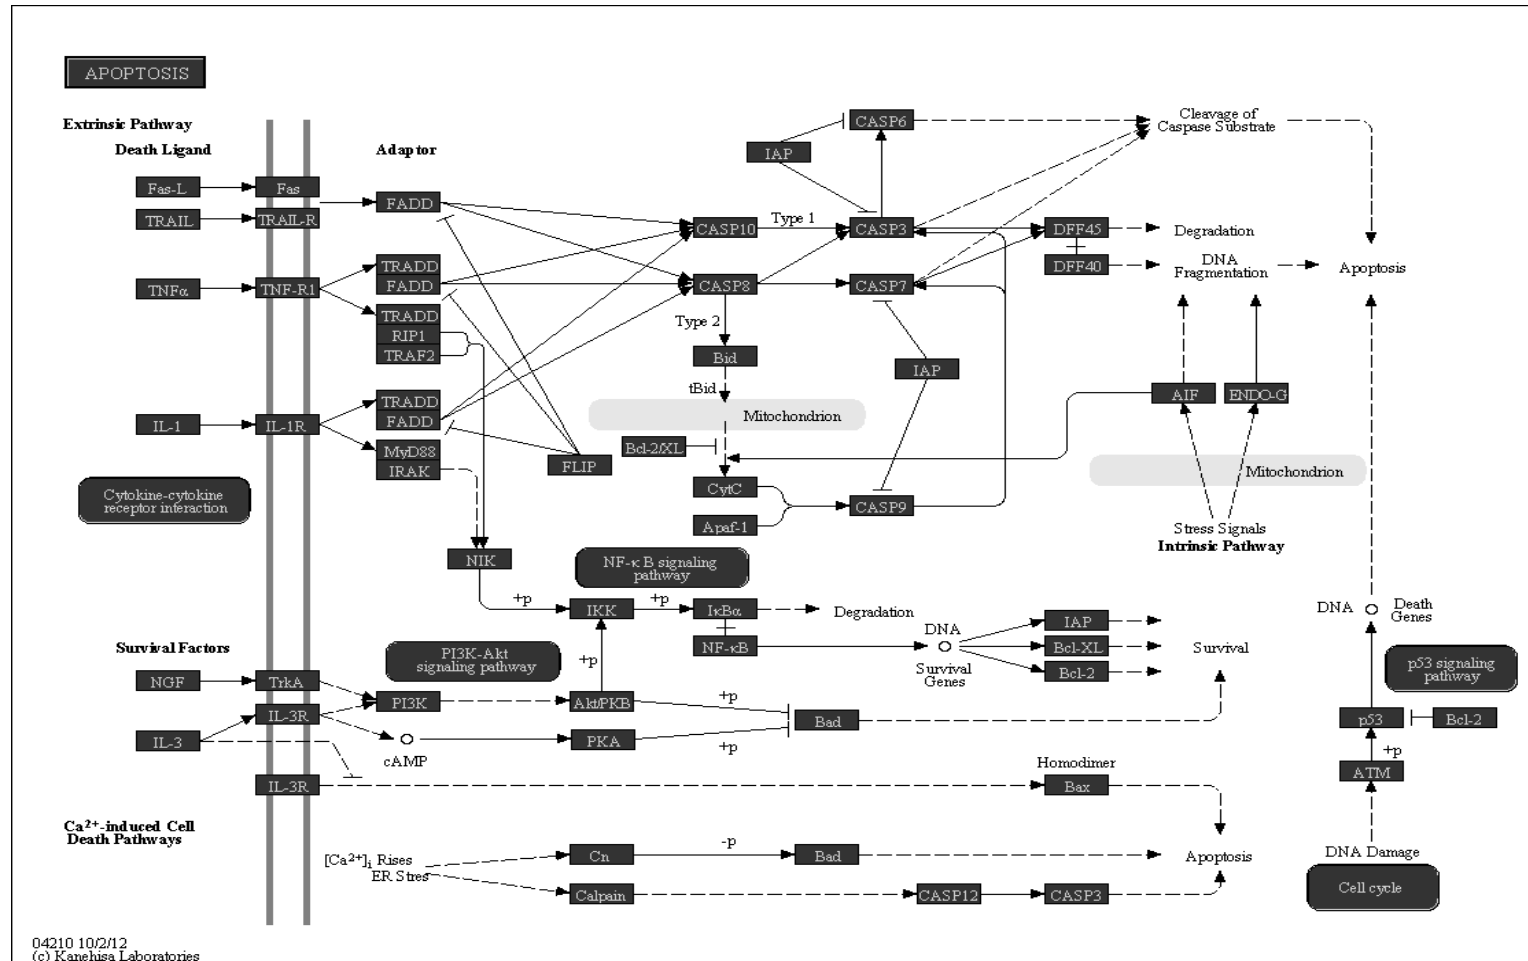 APOPTOSIS
Extrinsic Pathway
Death Ligand
Adaptor
Cleavage of
Caspase Substrate
CASP6
IAP
Fas-L
Fas
FADD
TRAIL
TRAIL-R
CASP10
Type 1
CASP3
DFF45
Degradation
TRADD
FADD
DFF40
DNA
Fragmentation
Apoptosis
TNFα
TNF-R1
CASP8
CASP7
TRADD
RIP1
TRAF2
Type 2
Bid
IAP
tBid
AIF
ENDO-G
TRADD
FADD
Mitochondrion
IL-1
IL-1R
MyD88
IRAK
Bcl-2/XL
FLIP
Mitochondrion
Cytokine-cytokine
receptor interaction
CytC
CASP9
Apaf-1
Stress Signals
Intrinsic Pathway
NIK
NF-κB signaling
pathway
+p
IKK
+p
IκBα
Degradation
DNA
IAP
DNA
Death
Genes
Survival Factors
PI3K-Akt
signaling pathway
+p
NF-κB
Survival
Genes
Bcl-XL
Survival
Bcl-2
p53 signaling
pathway
NGF
TrkA
PI3K
Akt/PKB
+p
IL-3R
Bad
p53
Bcl-2
IL-3
cAMP
PKA
+p
+p
IL-3R
Homodimer
Bax
ATM
Ca2+-induced Cell
Death Pathways
[Ca2+]i Rises
ER Stres
Cn
-p
Bad
Apoptosis
DNA Damage
Calpain
CASP12
CASP3
Cell cycle
04210 10/2/12
(c) Kanehisa Laboratories